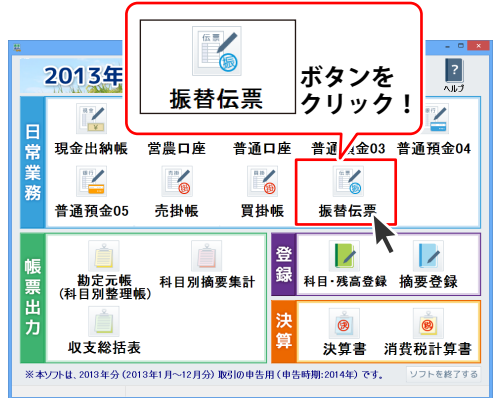 伝票
振
振替伝票
ボタンを
クリック！
2013年
?
ヘルプ
日常業務
現金出納帳 営農口座 普通口座 普通預金03 普通預金04
普通預金05 売掛帳 買掛帳 振替伝票
帳票出力
勘定元帳
(科目別整理帳)
科目別摘要集計
収支総括表
登録
科目・残高登録 摘要登録
決算
決算書 消費税計算書
※本ソフトは、2013年分(2013年1月～12月分)取引の申告用(申告時期:2014年)です。
ソフトを終了する